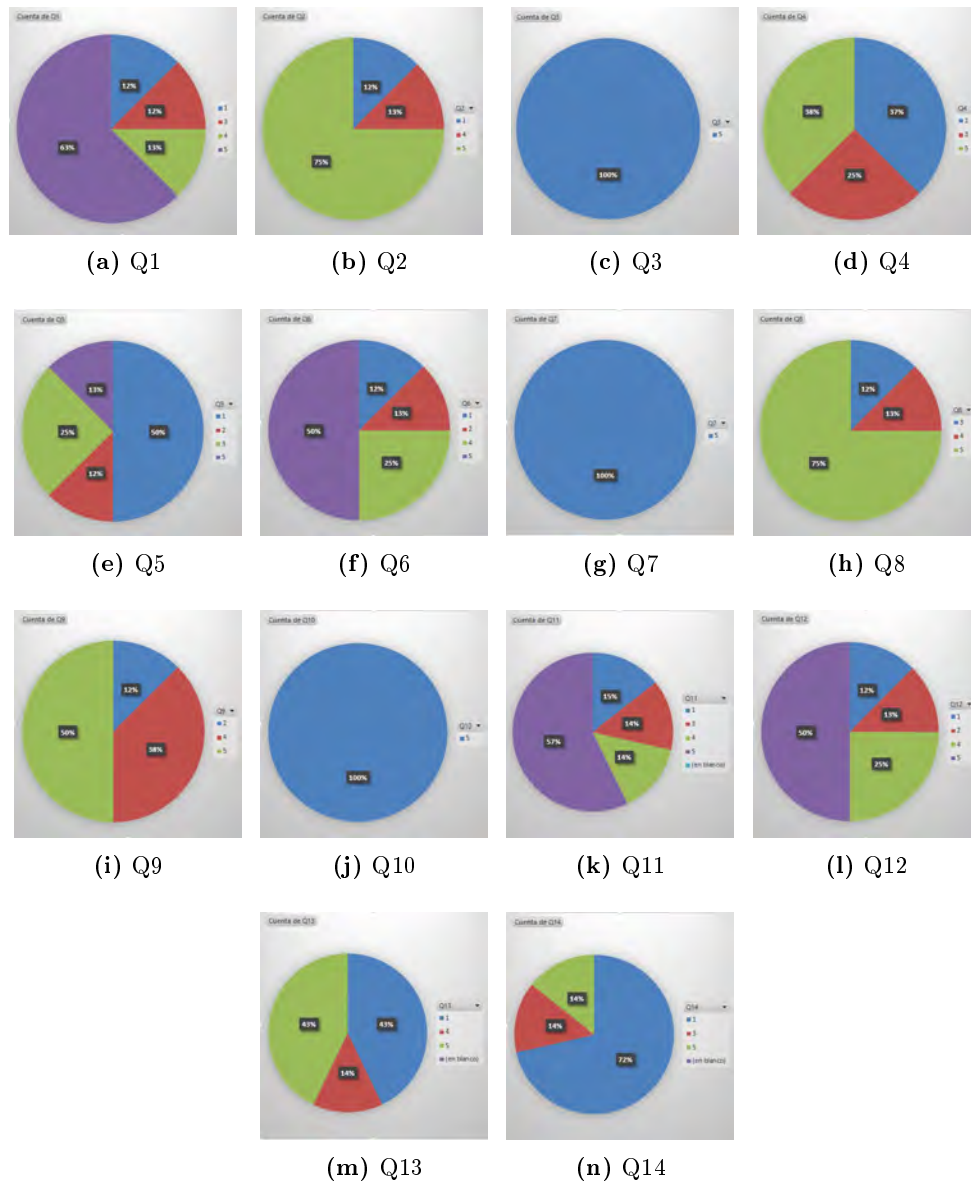 Cuenta de Q1
12%
12%
13%
63%
1
3
4
5
(a) Q1
Cuenta de Q2
12%
13%
75%
Q2
1
4
5
(b) Q2
Cuenta de Q3
100%
Q3
5
(c) Q3
Cuenta de Q4
38%
37%
25%
Q4
(d) Q4
Cuenta de Q5
13%
25%
50%
12%
Q5
1
2
5
(e) Q5
Cuenta de Q6
12%
13%
50%
25%
Q6
4
5
(f) Q6
Cuenta de Q7
100%
Q7
5
(g) Q7
Cuenta de Q8
12%
13%
75%
Q8
3
4
5
(h) Q8
Cuenta de Q9
12%
50%
38%
Q9
4
5
(i) Q9
Cuenta de Q10
100%
Q10
5
(j) Q10
Cuenta de Q11
15%
14%
57%
14%
Q11
1
3
4
5
(en blanco)
(k) Q11
Cuenta de Q12
12%
13%
50%
25%
Q12
1
2
4
5
(l) Q12
Cuenta de Q13
43%
43%
14%
Q13
1
4
5
(en blanco)
(m) Q13
Cuenta de Q14
14%
14%
72%
Q14
1
3
5
(en blanco)
(n) Q14